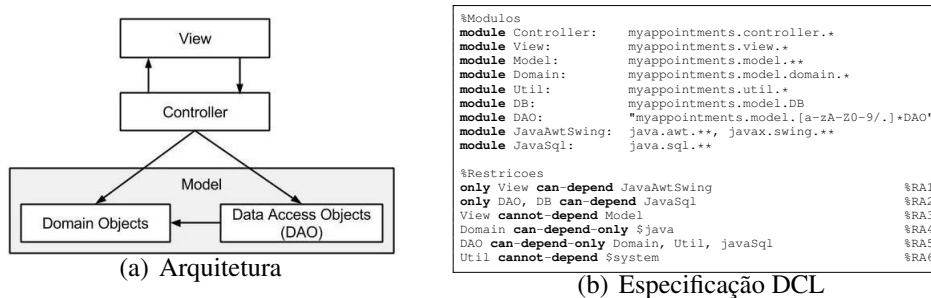 View
Controller
Model
Domain Objects
Data Access Objects
(DAO)
(a) Arquitetura
%Modulos
module Controller: myappointments.controller.*
module View: myappointments.view.*
module Model: myappointments.model.**
module Domain: myappointments.model.domain.*
module Util: myappointments.util.*
module DB: myappointments.model.DB
module DAO: "myappointments.model.[a-zA-Z0-9/.]*DAO"
module JavaAwtSwing: java.awt.**, javax.swing.**
module JavaSql: java.sql.**
%Restricoes
only View can-depend JavaAwtSwing %RA1
only DAO, DB can-depend JavaSql %RA2
View cannot-depend Model %RA3
Domain can-depend-only $java %RA4
DAO can-depend-only Domain, Util, javaSql %RA5
Util cannot-depend $system %RA6
(b) Especificação DCL